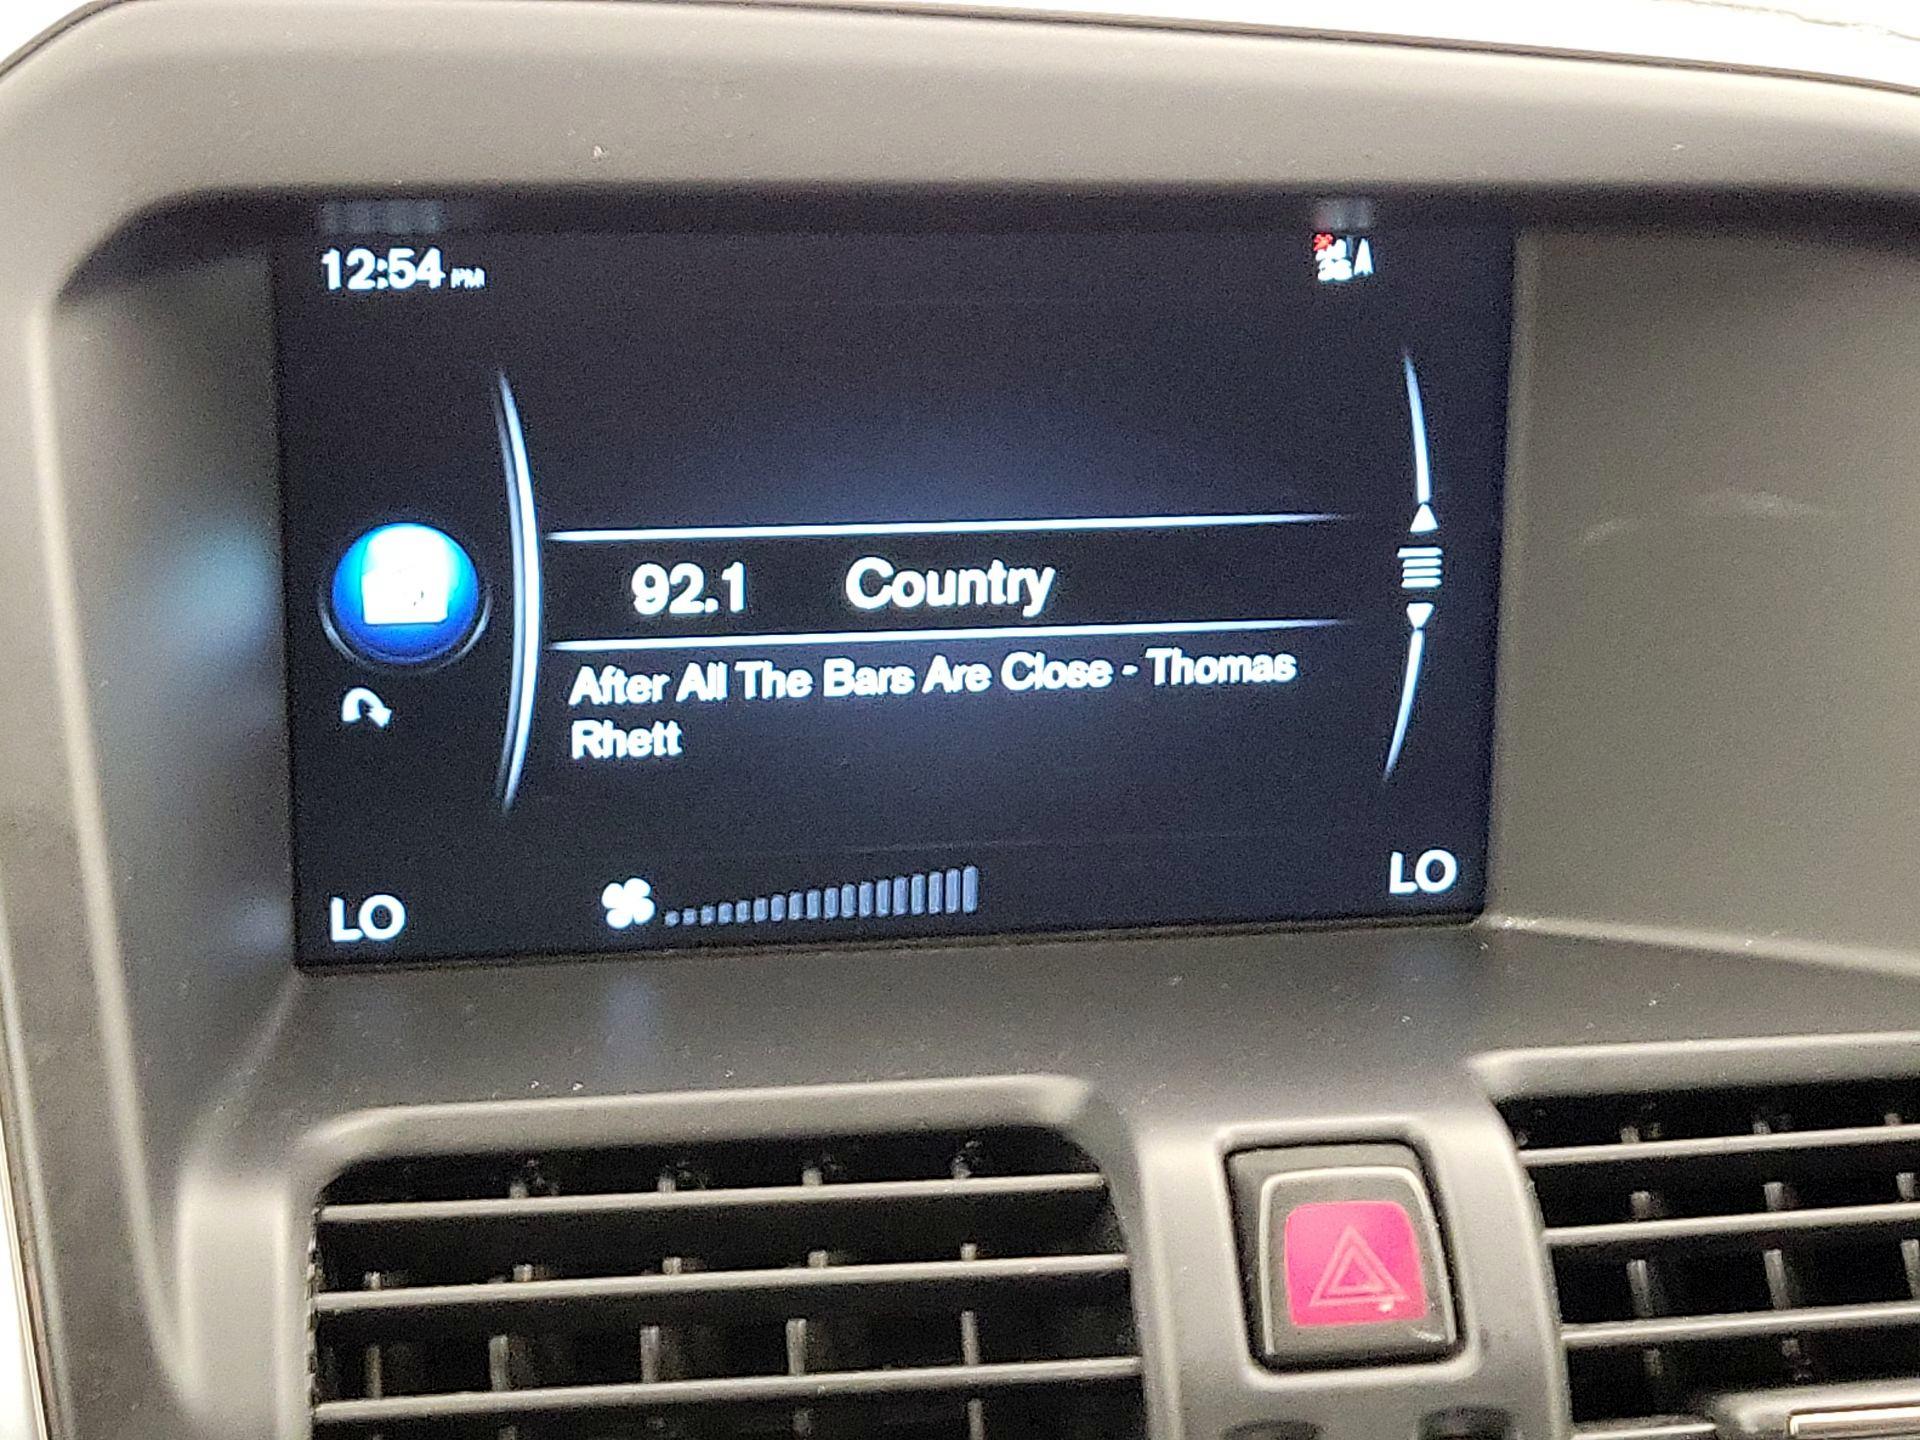 12:54 PM
92.1 Country
After All The Bars Are Close - Thomas
Rhett
LO
LO